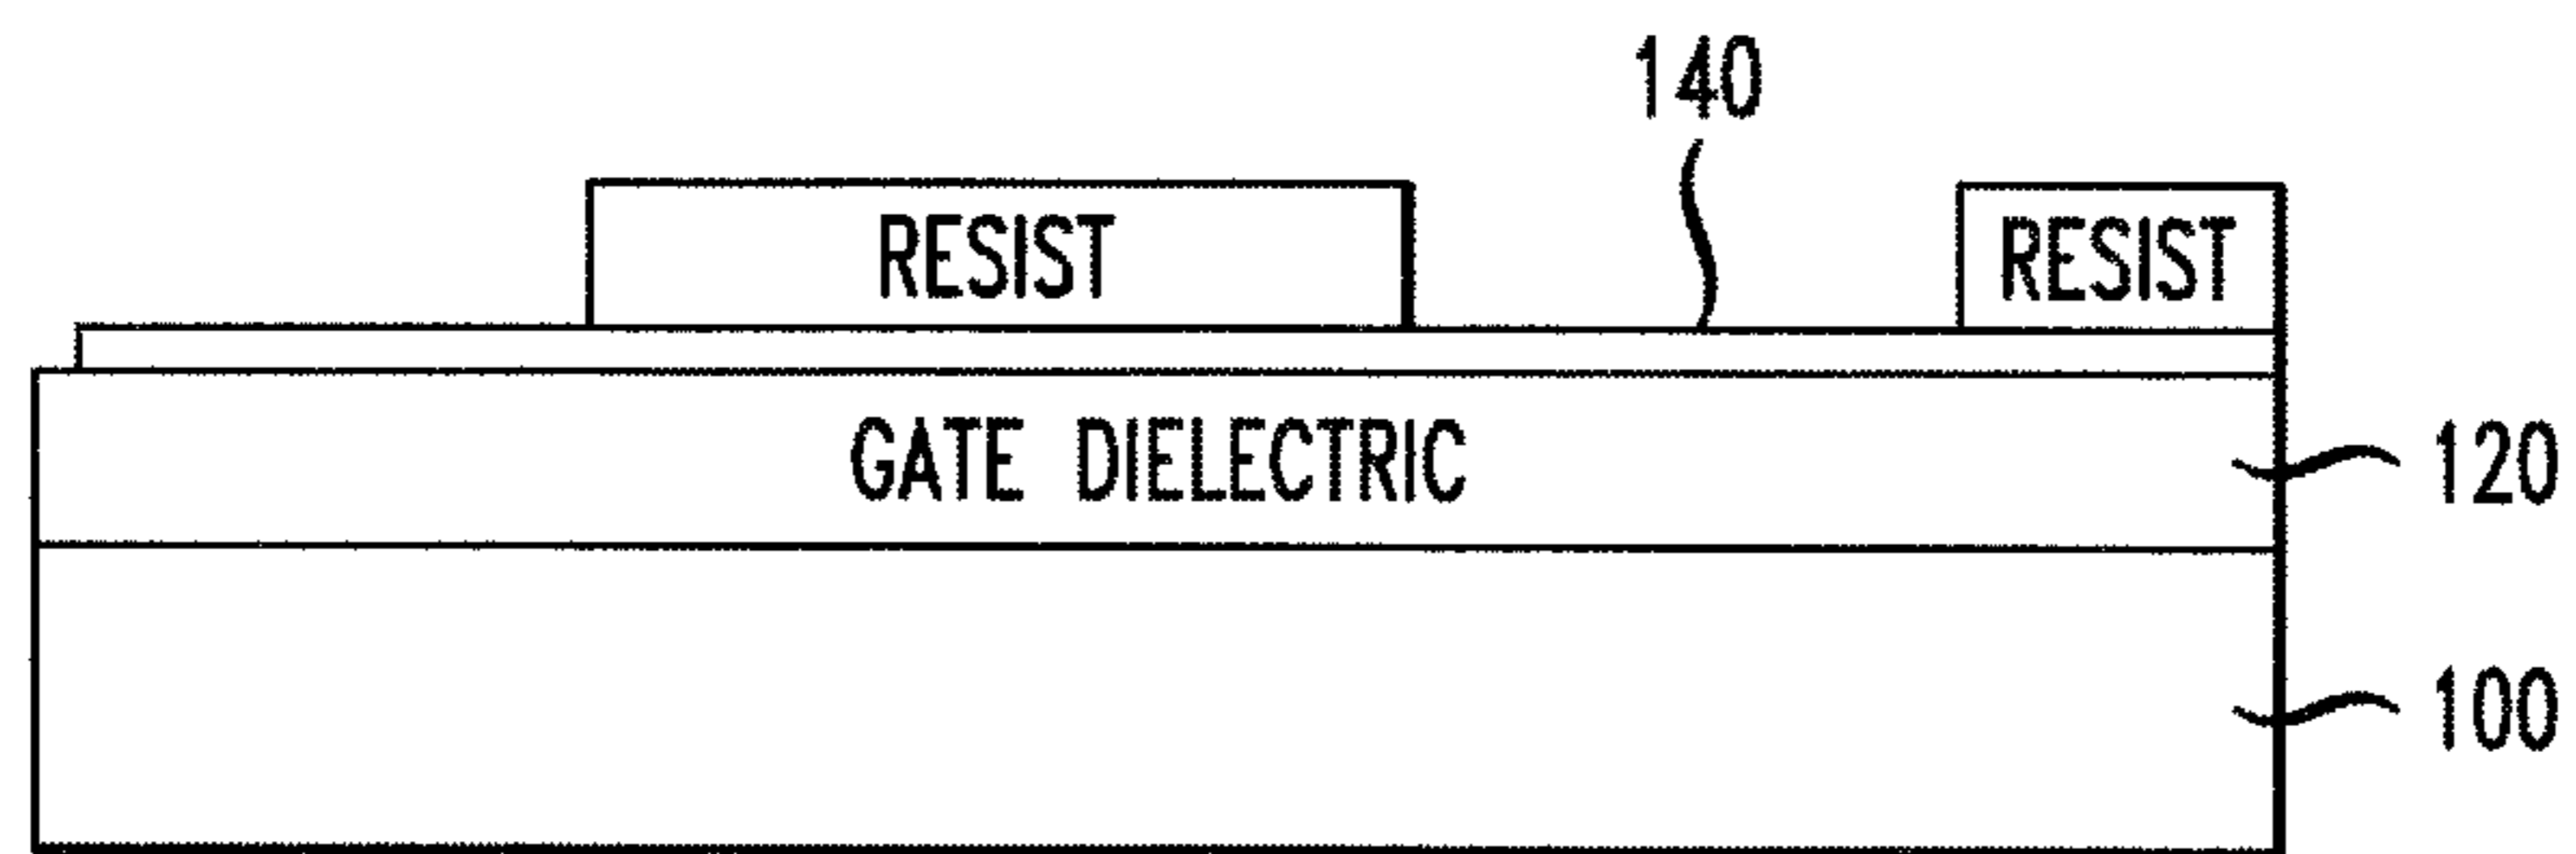 140
RESIST
RESIST
GATE DIELECTRIC
120
100